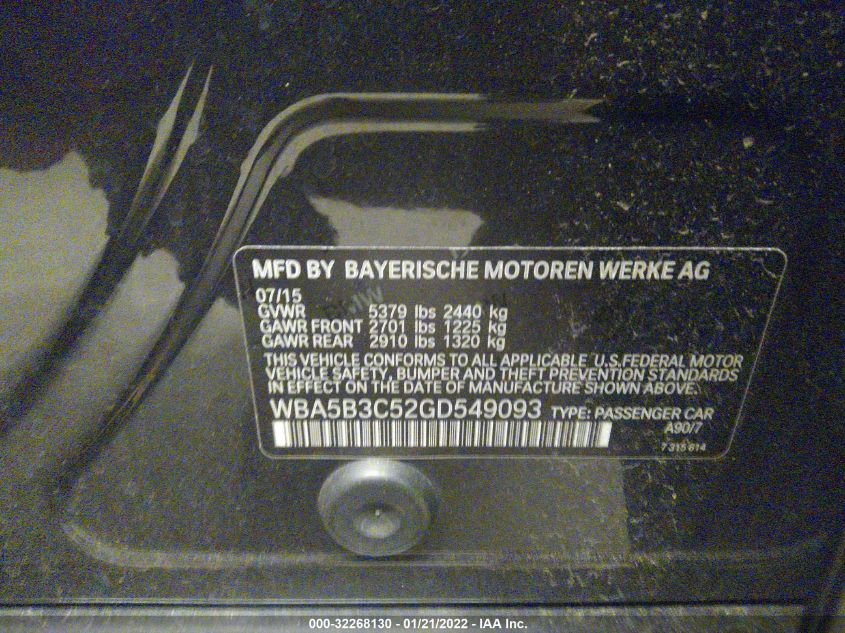 MFD BY BAYERISCHE MOTOREN WERKE AG
07/15
GVWR 5379 lbs 2440 kg
GAWR FRONT 2701 lbs 1225 kg
GAWR REAR 2910 lbs 1320 kg
THIS VEHICLE CONFORMS TO ALL APPLICABLE U.S.FEDERAL MOTOR
VEHICLE SAFETY, BUMPER AND THEFT PREVENTION STANDARDS
IN EFFECT ON THE DATE OF MANUFACTURE SHOWN ABOVE.
WBA5B3C52GD549093 TYPE: PASSENGER CAR
A90/7
7 315 614
000-32268130 - 01/21/2022 - IAA Inc.